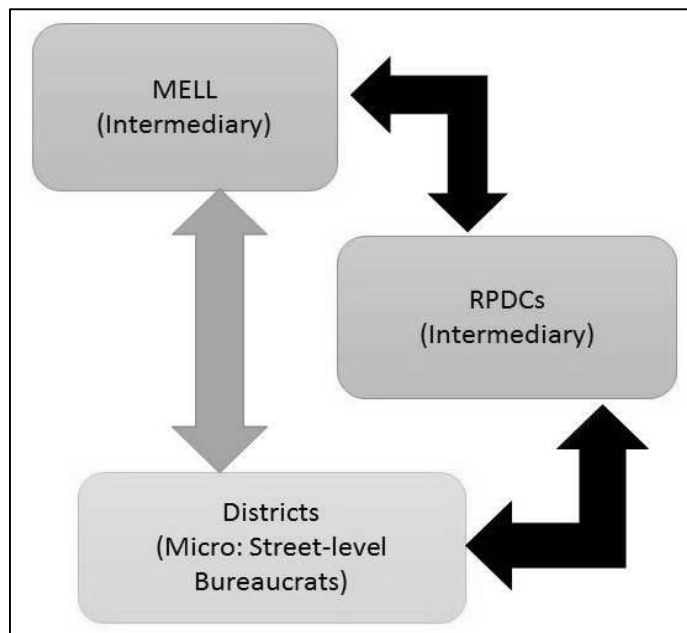 MELL
(Intermediary)
RPDCs
(Intermediary)
Districts
(Micro: Street-level
Bureaucrats)